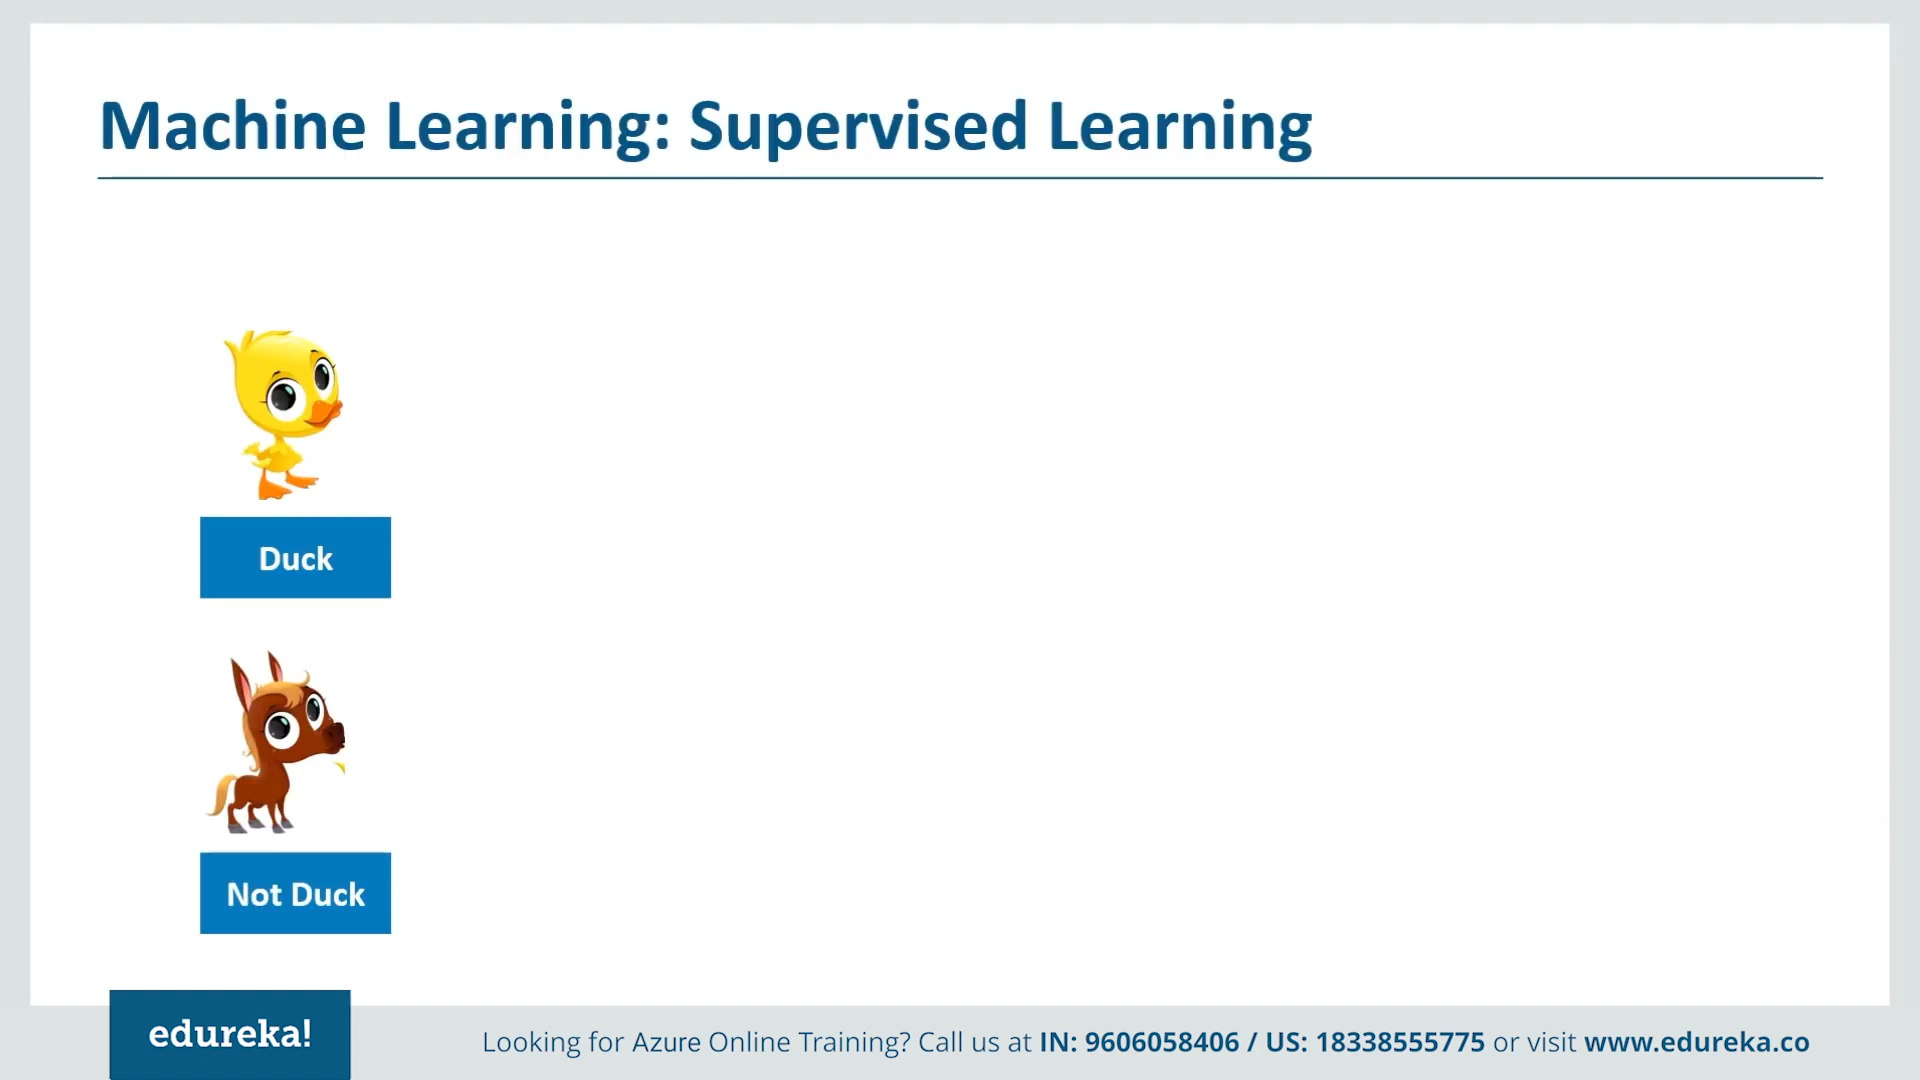 Machine Learning: Supervised Learning
Duck
Not Duck
edureka!
Looking for Azure Online Training? Call us at IN: 9606058406 / US: 18338555775 or visit www.edureka.co